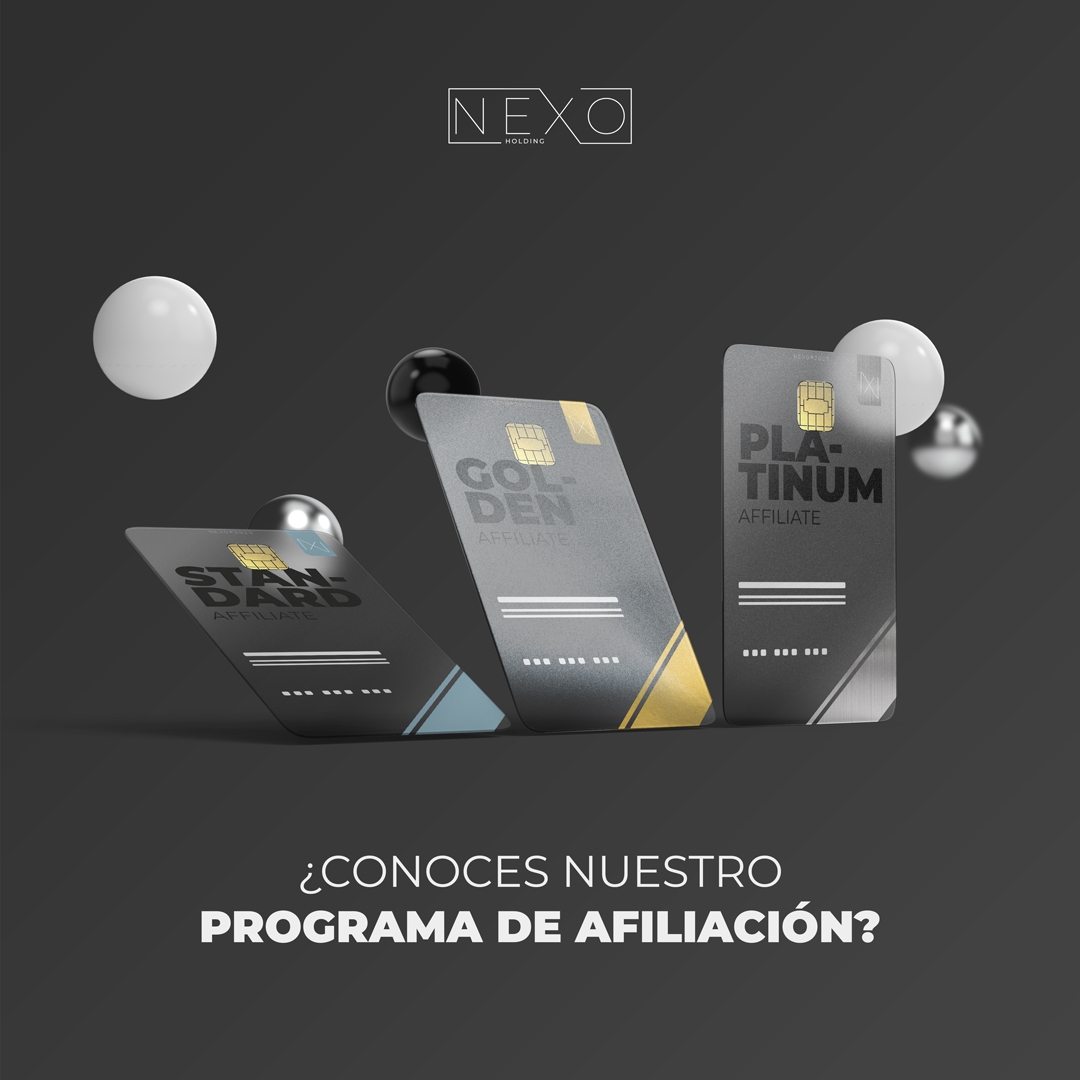 NEXO
HOLDING
STAN-
DARD
AFFILIATE
GOL-
DEN
AFFILIATE
PLA-
TINUM
AFFILIATE
¿CONOCES NUESTRO
PROGRAMA DE AFILIACIÓN?